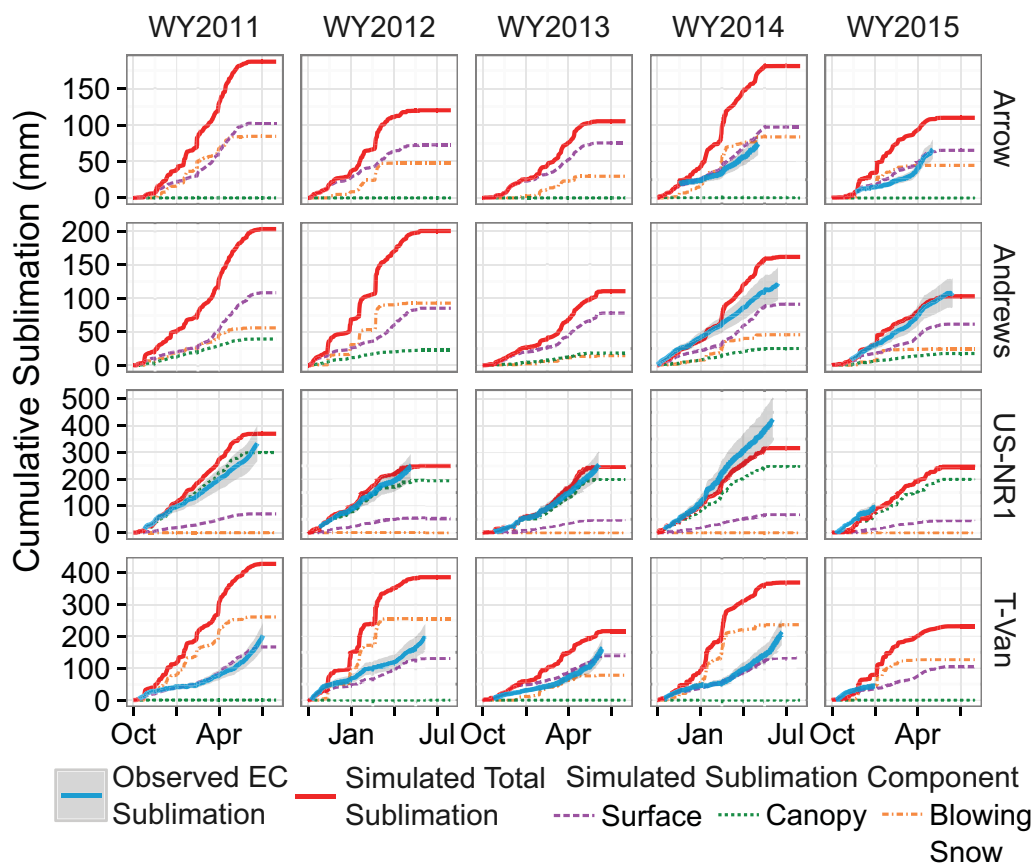 WY2011 WY2012 WY2013 WY2014 WY2015
Cumulative Sublimation (mm)
150
100
50
0
Arrow
200
150
100
50
0
Andrews
500
400
300
200
100
0
US-NR1
400
300
200
100
0
T-Van
Oct Apr Jan Jul Oct Apr Jan Jul Oct Apr
Observed EC
Sublimation
Simulated Total
Sublimation
Simulated Sublimation Component
Surface Canopy Blowing
Snow